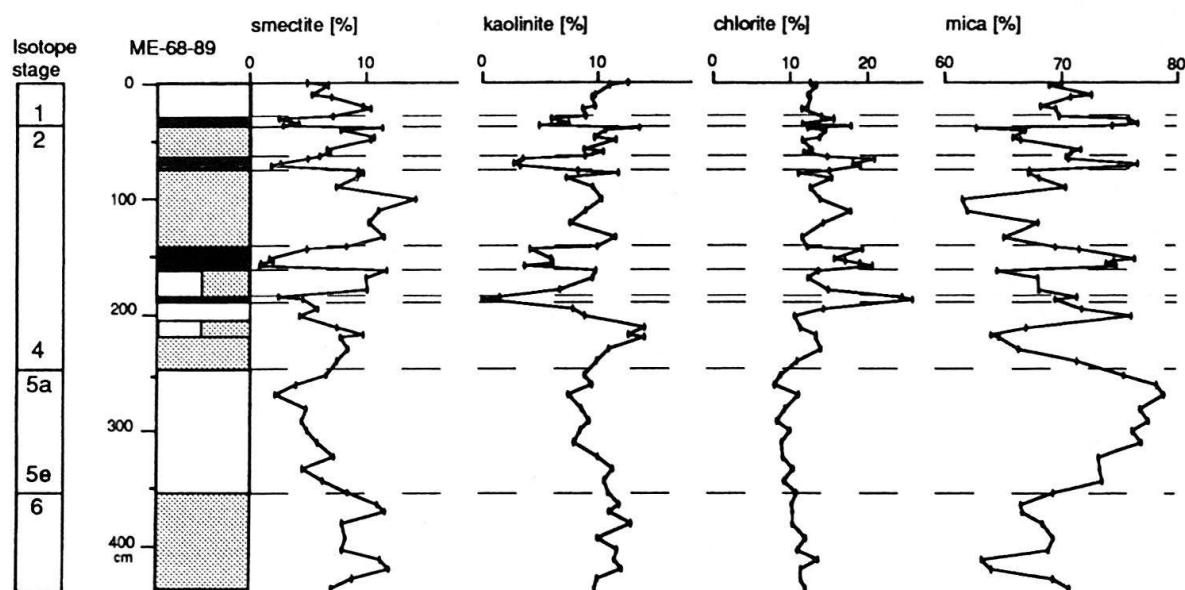 smectite [%] kaolinite [%] chlorite [%] mica [%]
Isotope stage ME-68-89
0 10 0 10 0 10 20 60 70 80
0
1
2
100
200
4
5a
300
5e
6
400
cm